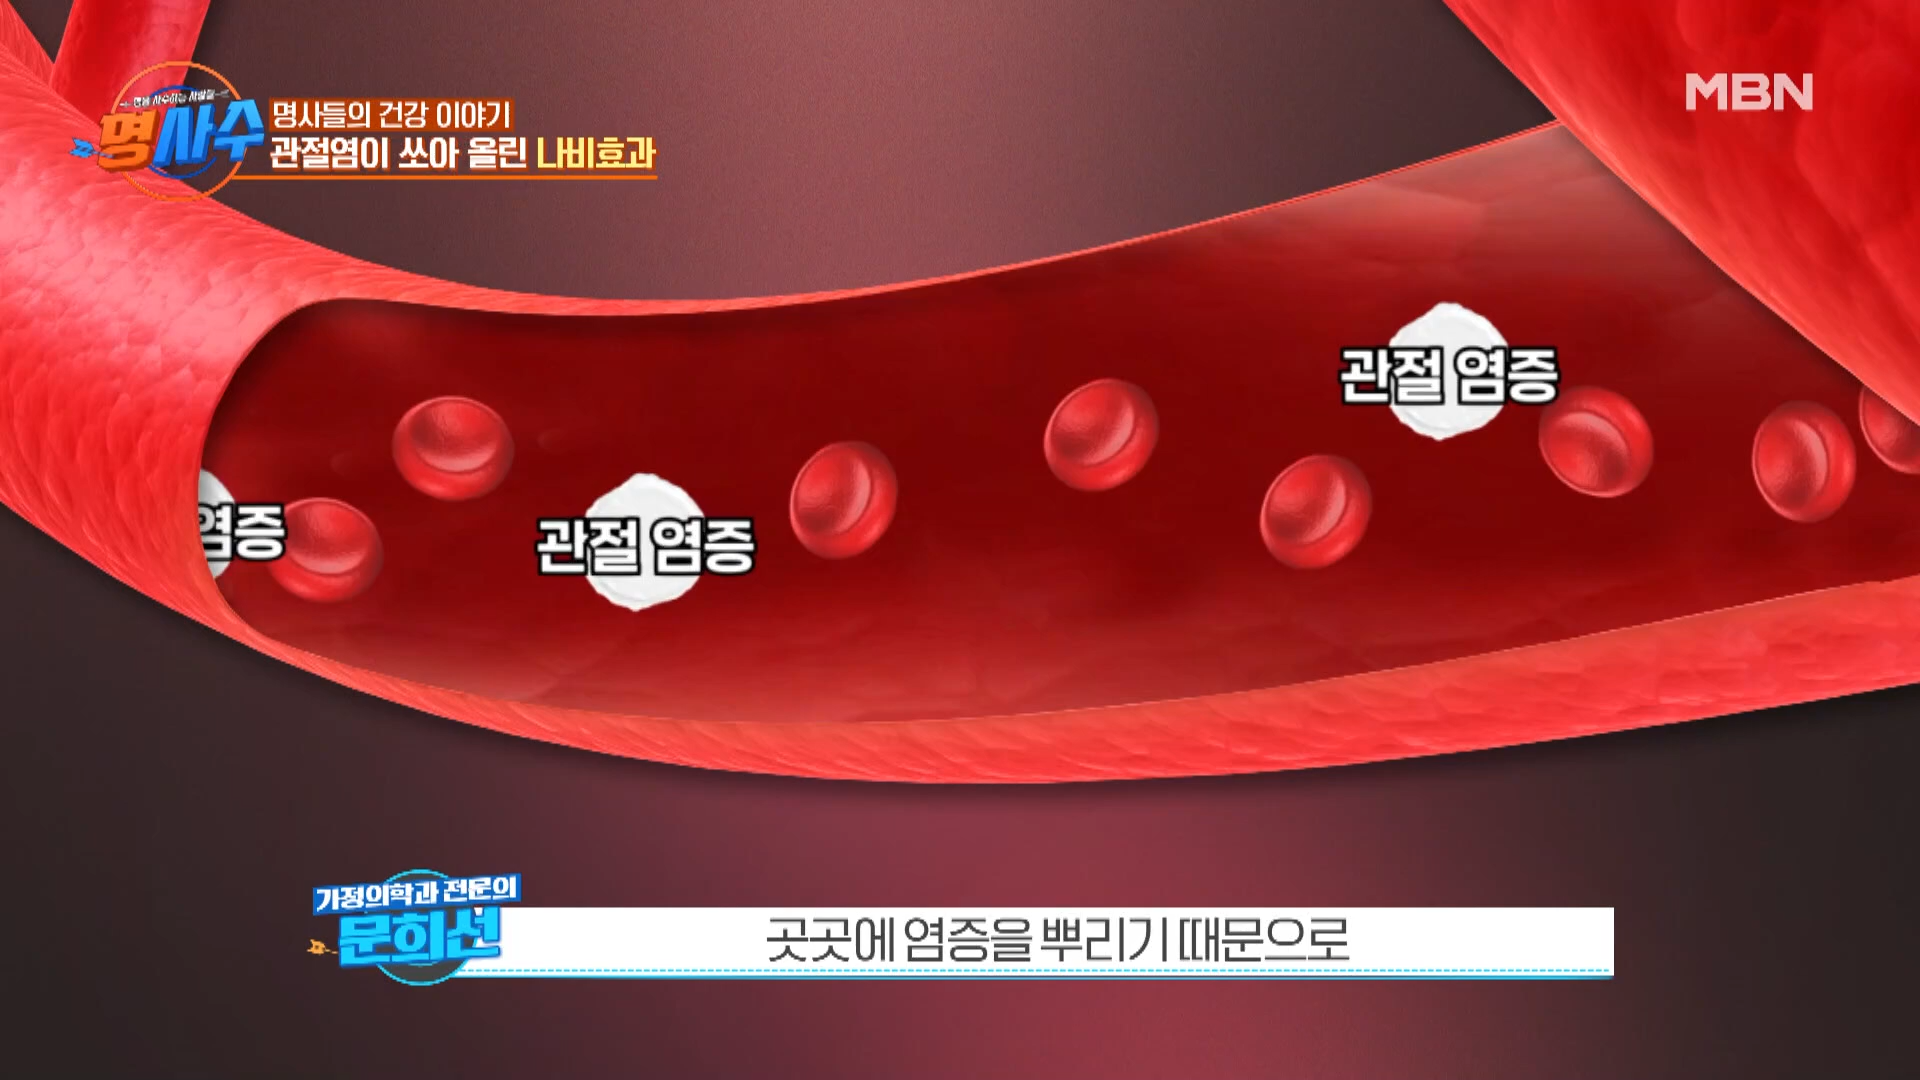 명사수
명사들의 건강 이야기
관절염이 쏘아 올린 나비효과
MBN
관절 염증
염증
관절 염증
가정의학과 전문의
문희선
곳곳에 염증을 뿌리기 때문으로